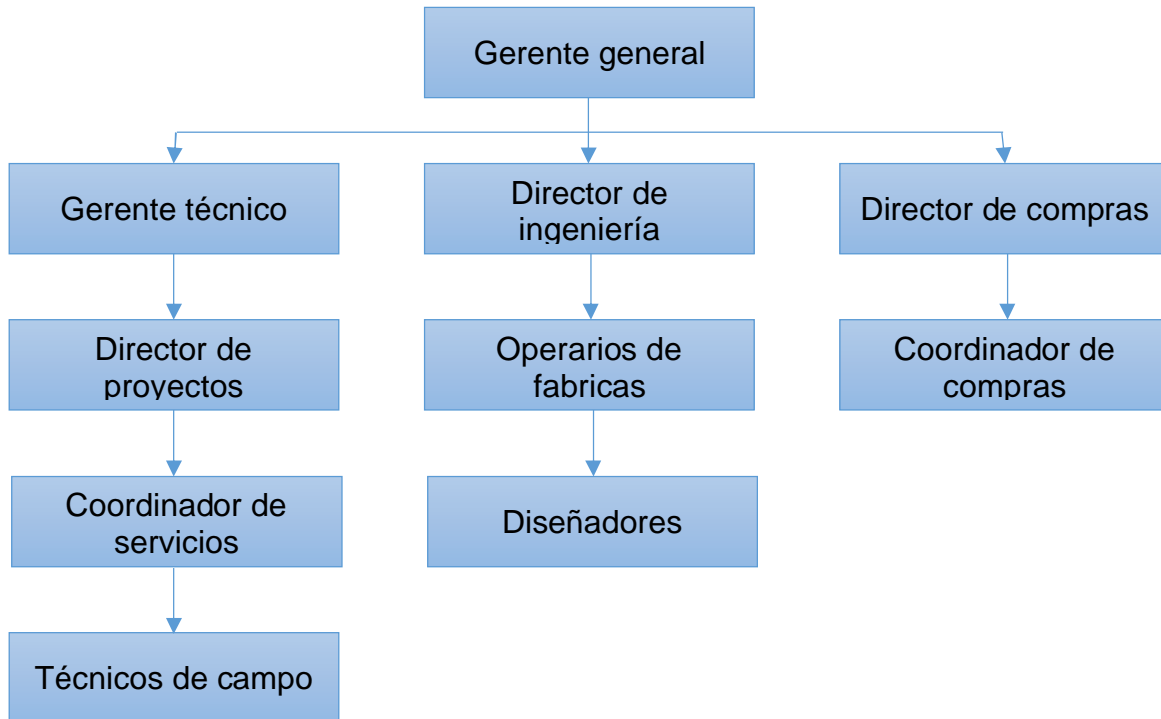 Gerente general
Gerente técnico
Director de
ingeniería
Director de compras
Director de
proyectos
Operarios de
fabricas
Coordinador de
compras
Coordinador de
servicios
Diseñadores
Técnicos de campo